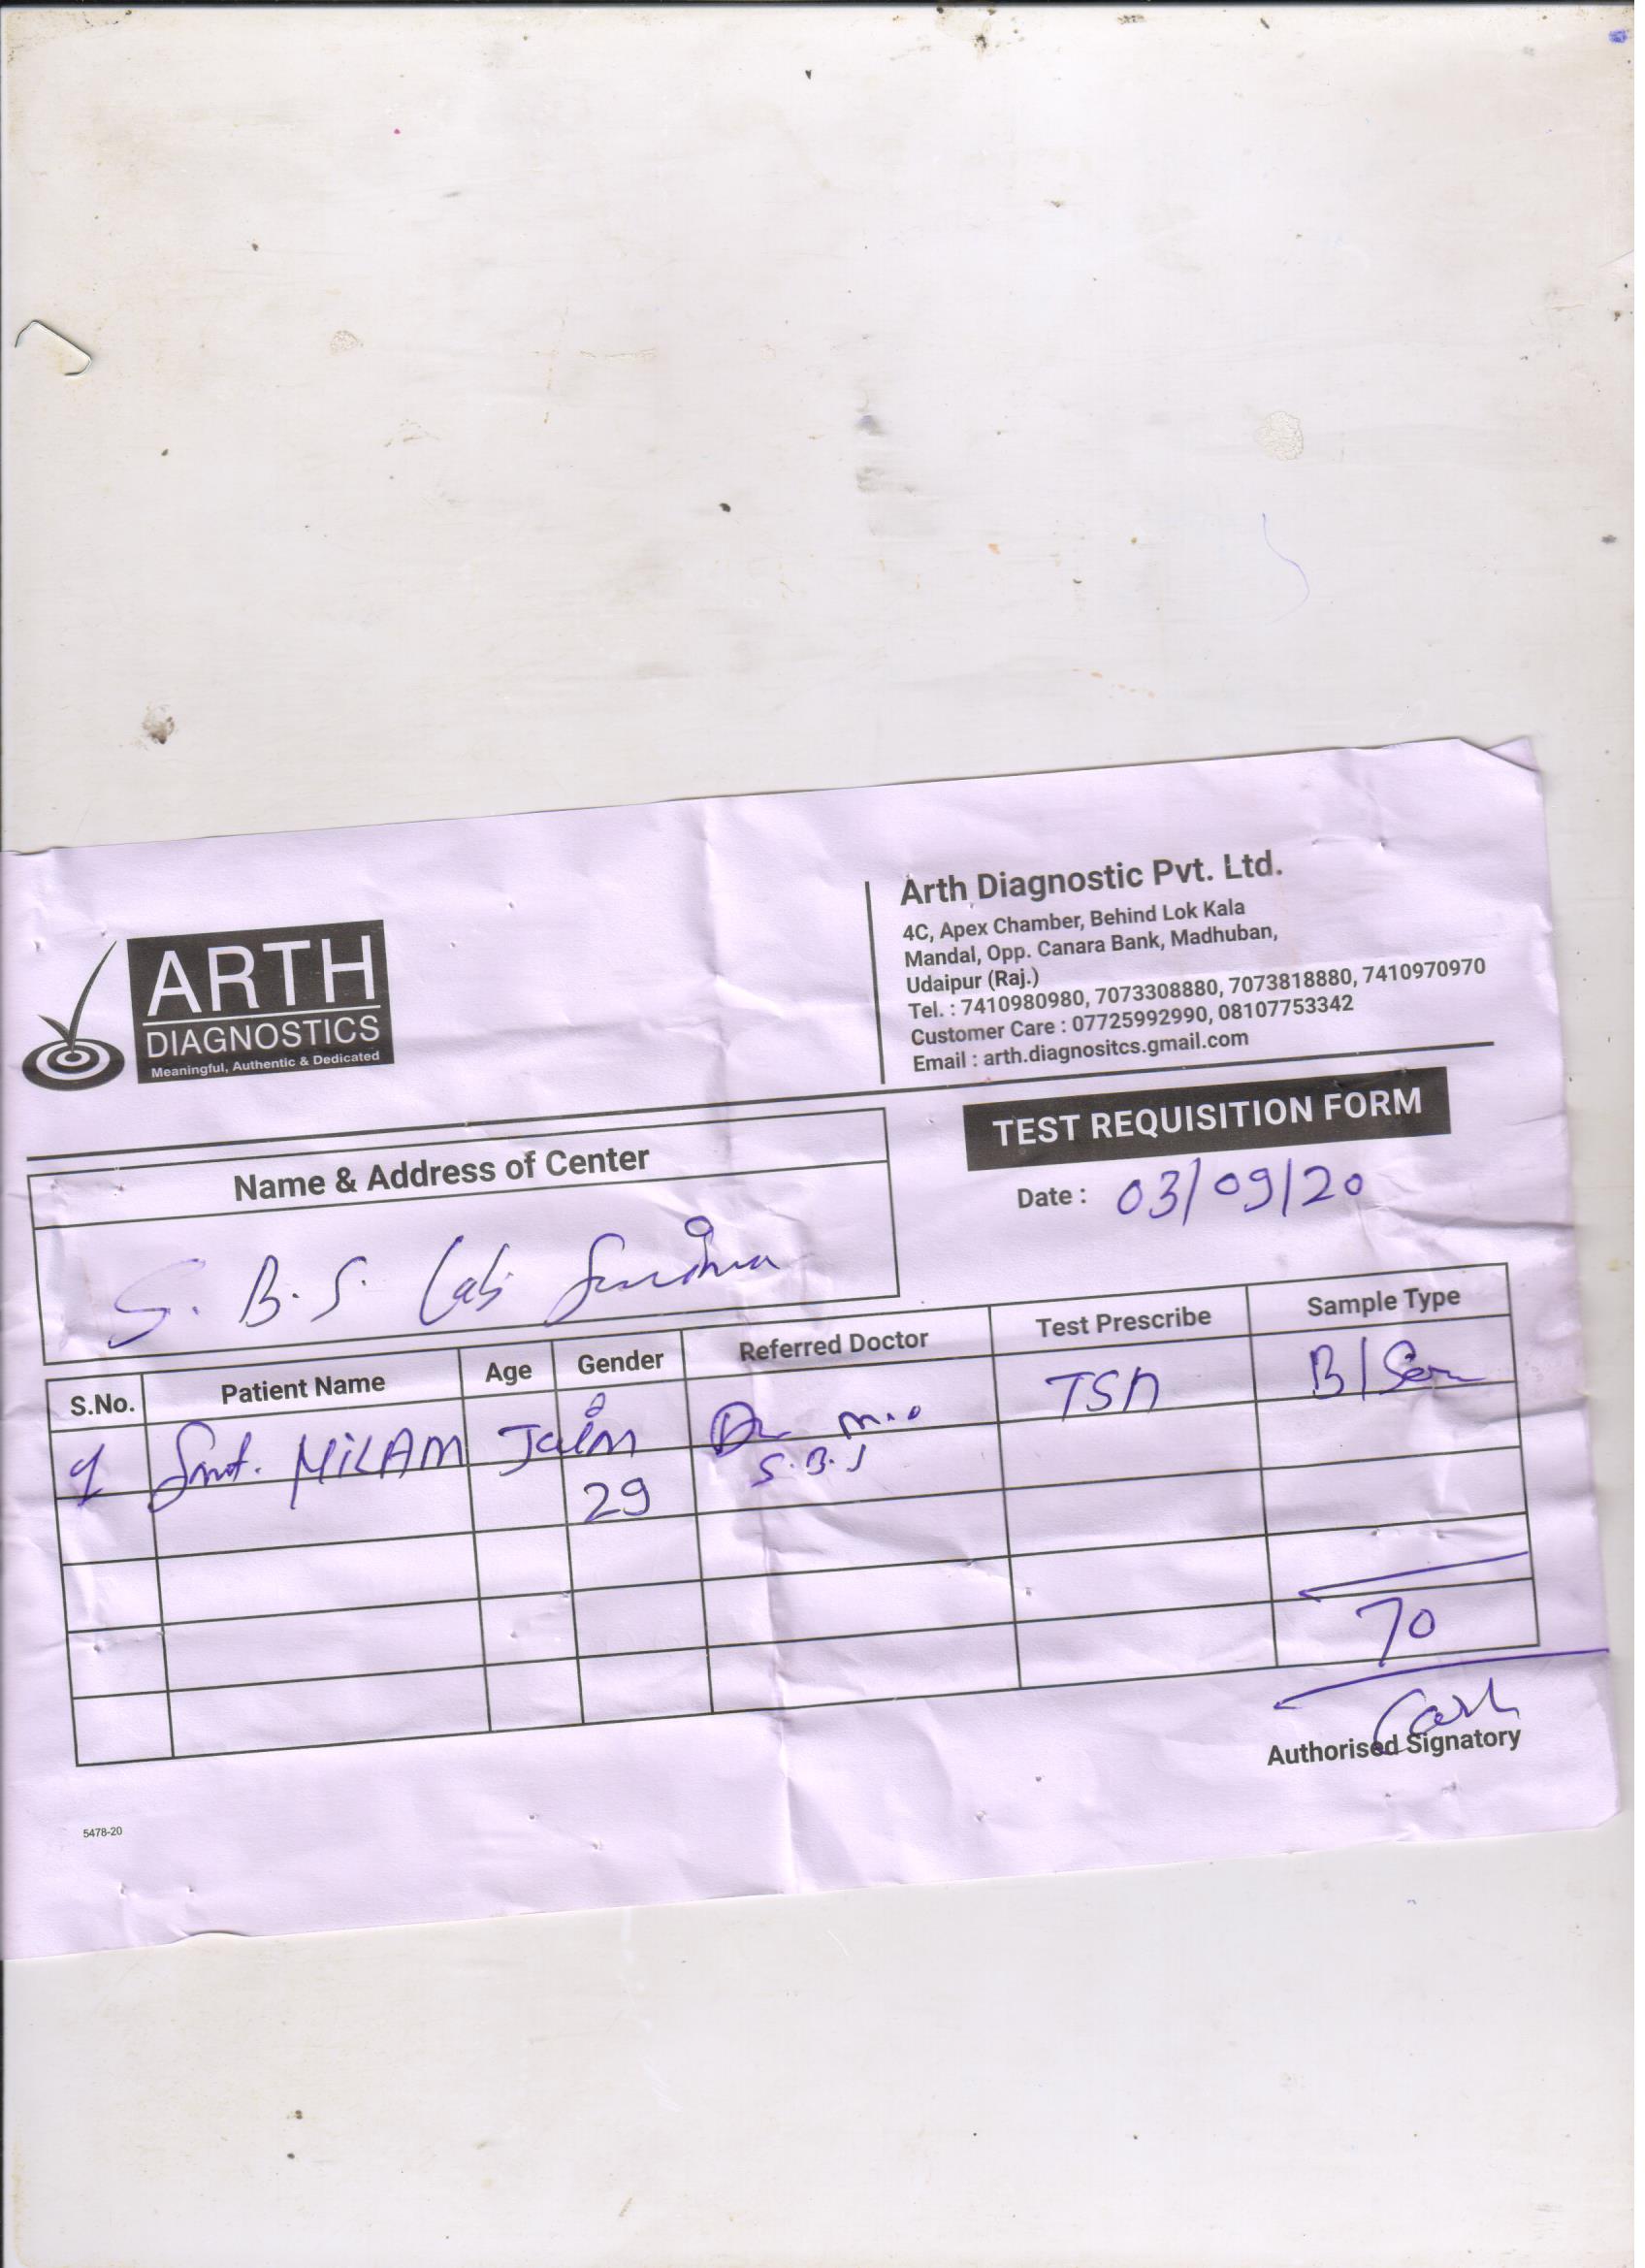 ARTH
DIAGNOSTICS
Meaningful, Authentic & Dedicated
Arth Diagnostic Pvt. Ltd.
4C, Apex Chamber, Behind Lok Kala
Mandal, Opp. Canara Bank, Madhuban,
Udaipur (Raj.)
Tel. : 7410980980, 7073308880, 7073818880, 7410970970
Customer Care : 07725992990, 08107753342
Email : arth.diagnositcs.gmail.com
TEST REQUISITION FORM
Date : 03/09/20
Name & Address of Center
S. B. S. Lab
S.No. Patient Name Age Gender Referred Doctor Test Prescribe Sample Type
1 Smt. MILAM Jain Dr M.. TSH B/Ser
29 S.B.S
70
Cash
Authorised Signatory
5478-20